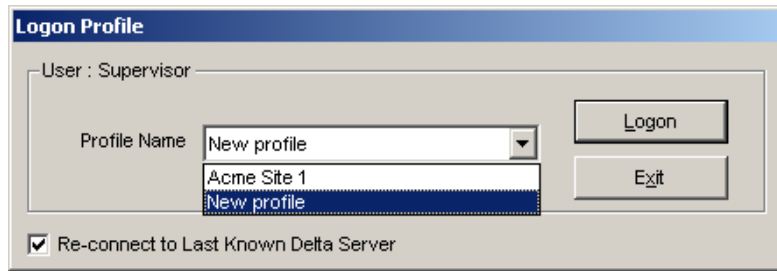 Logon Profile
User : Supervisor
Profile Name
New profile
Logon
Acme Site 1
New profile
Exit
Re-connect to Last Known Delta Server